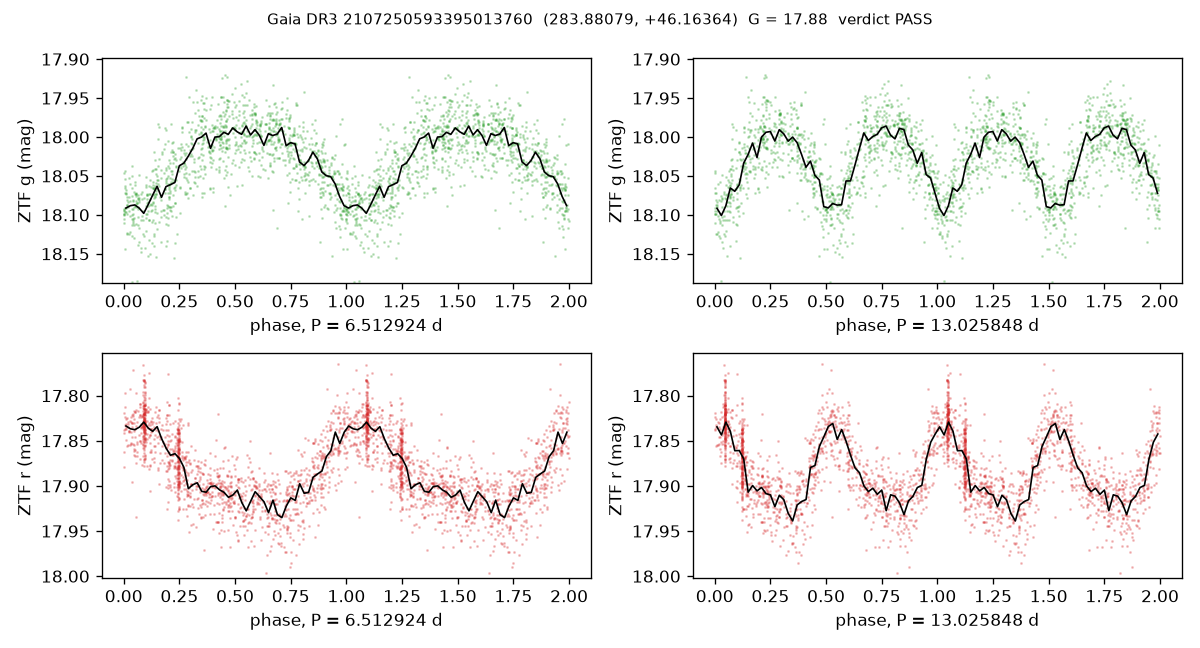 Gaia DR3 2107250593395013760 (283.88079, +46.16364) G = 17.88 verdict PASS
17.90
17.95
18.00
18.05
18.10
18.15
ZTF g (mag)
0.00 0.25 0.50 0.75 1.00 1.25 1.50 1.75 2.00
phase, P = 6.512924 d
17.90
17.95
18.00
18.05
18.10
18.15
ZTF g (mag)
0.00 0.25 0.50 0.75 1.00 1.25 1.50 1.75 2.00
phase, P = 13.025848 d
17.80
17.85
17.90
17.95
18.00
ZTF r (mag)
0.00 0.25 0.50 0.75 1.00 1.25 1.50 1.75 2.00
phase, P = 6.512924 d
17.80
17.85
17.90
17.95
18.00
ZTF r (mag)
0.00 0.25 0.50 0.75 1.00 1.25 1.50 1.75 2.00
phase, P = 13.025848 d